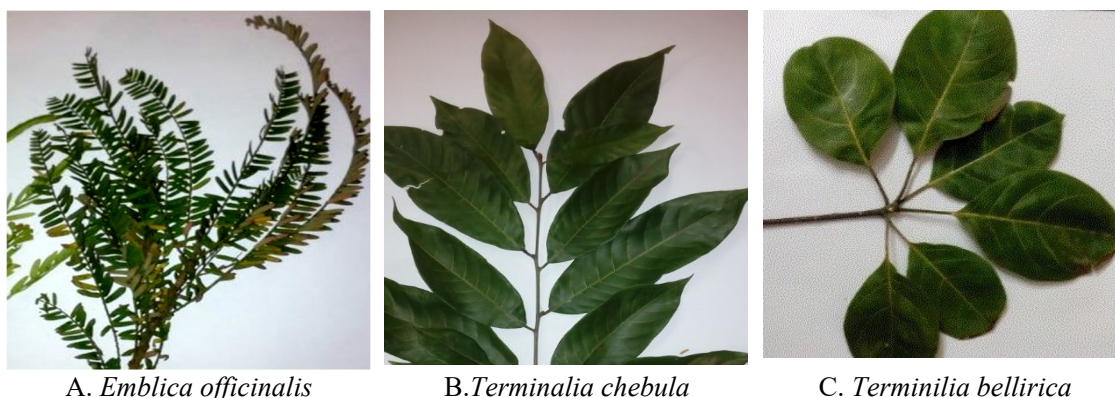 A. Emblica officinalis
B.Terminalia chebula
C. Terminilia bellirica